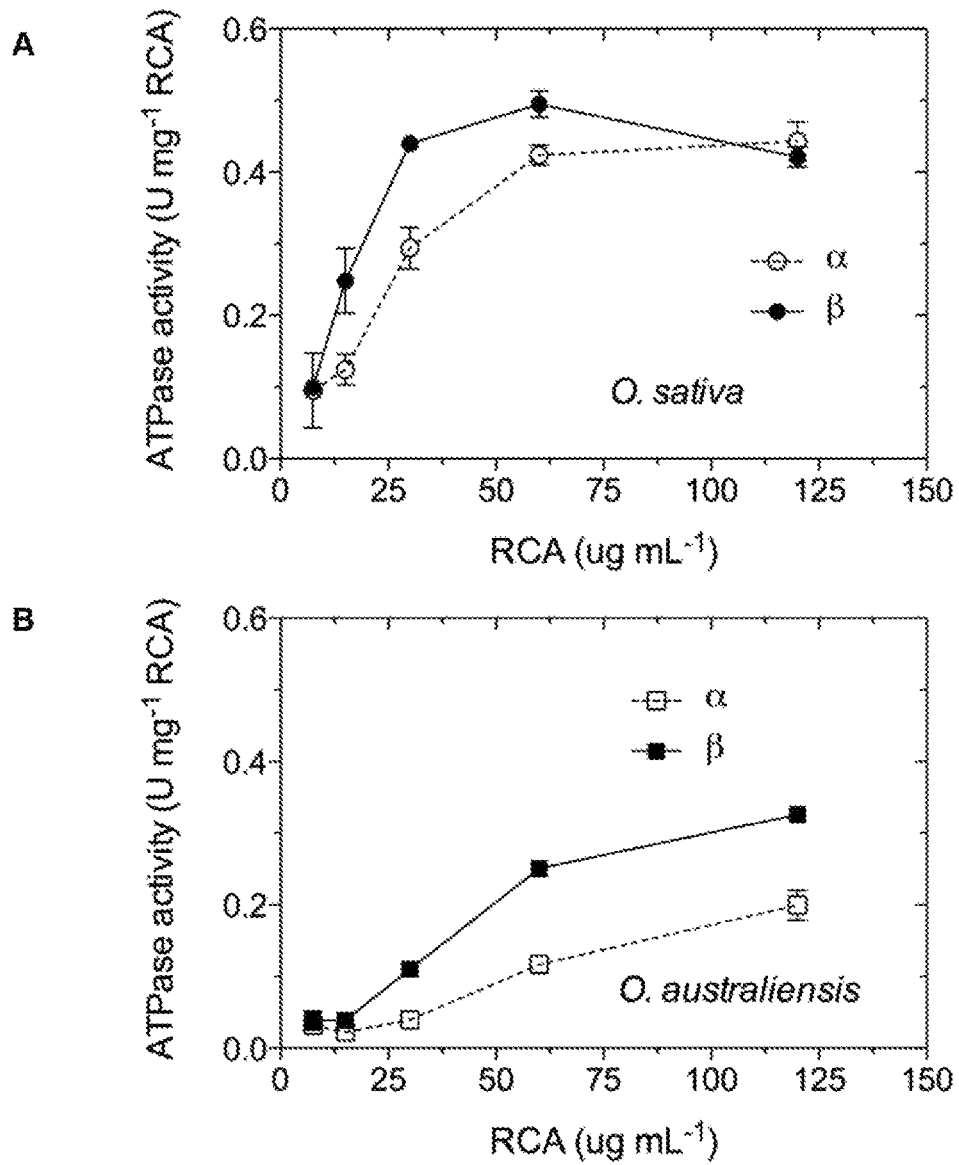 A
ATPase activity (U mg-1 RCA)
0.6
0.4
0.2
0.0
α
β
O. sativa
0 25 50 75 100 125 150
RCA (ug mL-1)
B
ATPase activity (U mg-1 RCA)
0.6
0.4
0.2
0.0
α
β
O. australiensis
0 25 50 75 100 125 150
RCA (ug mL-1)